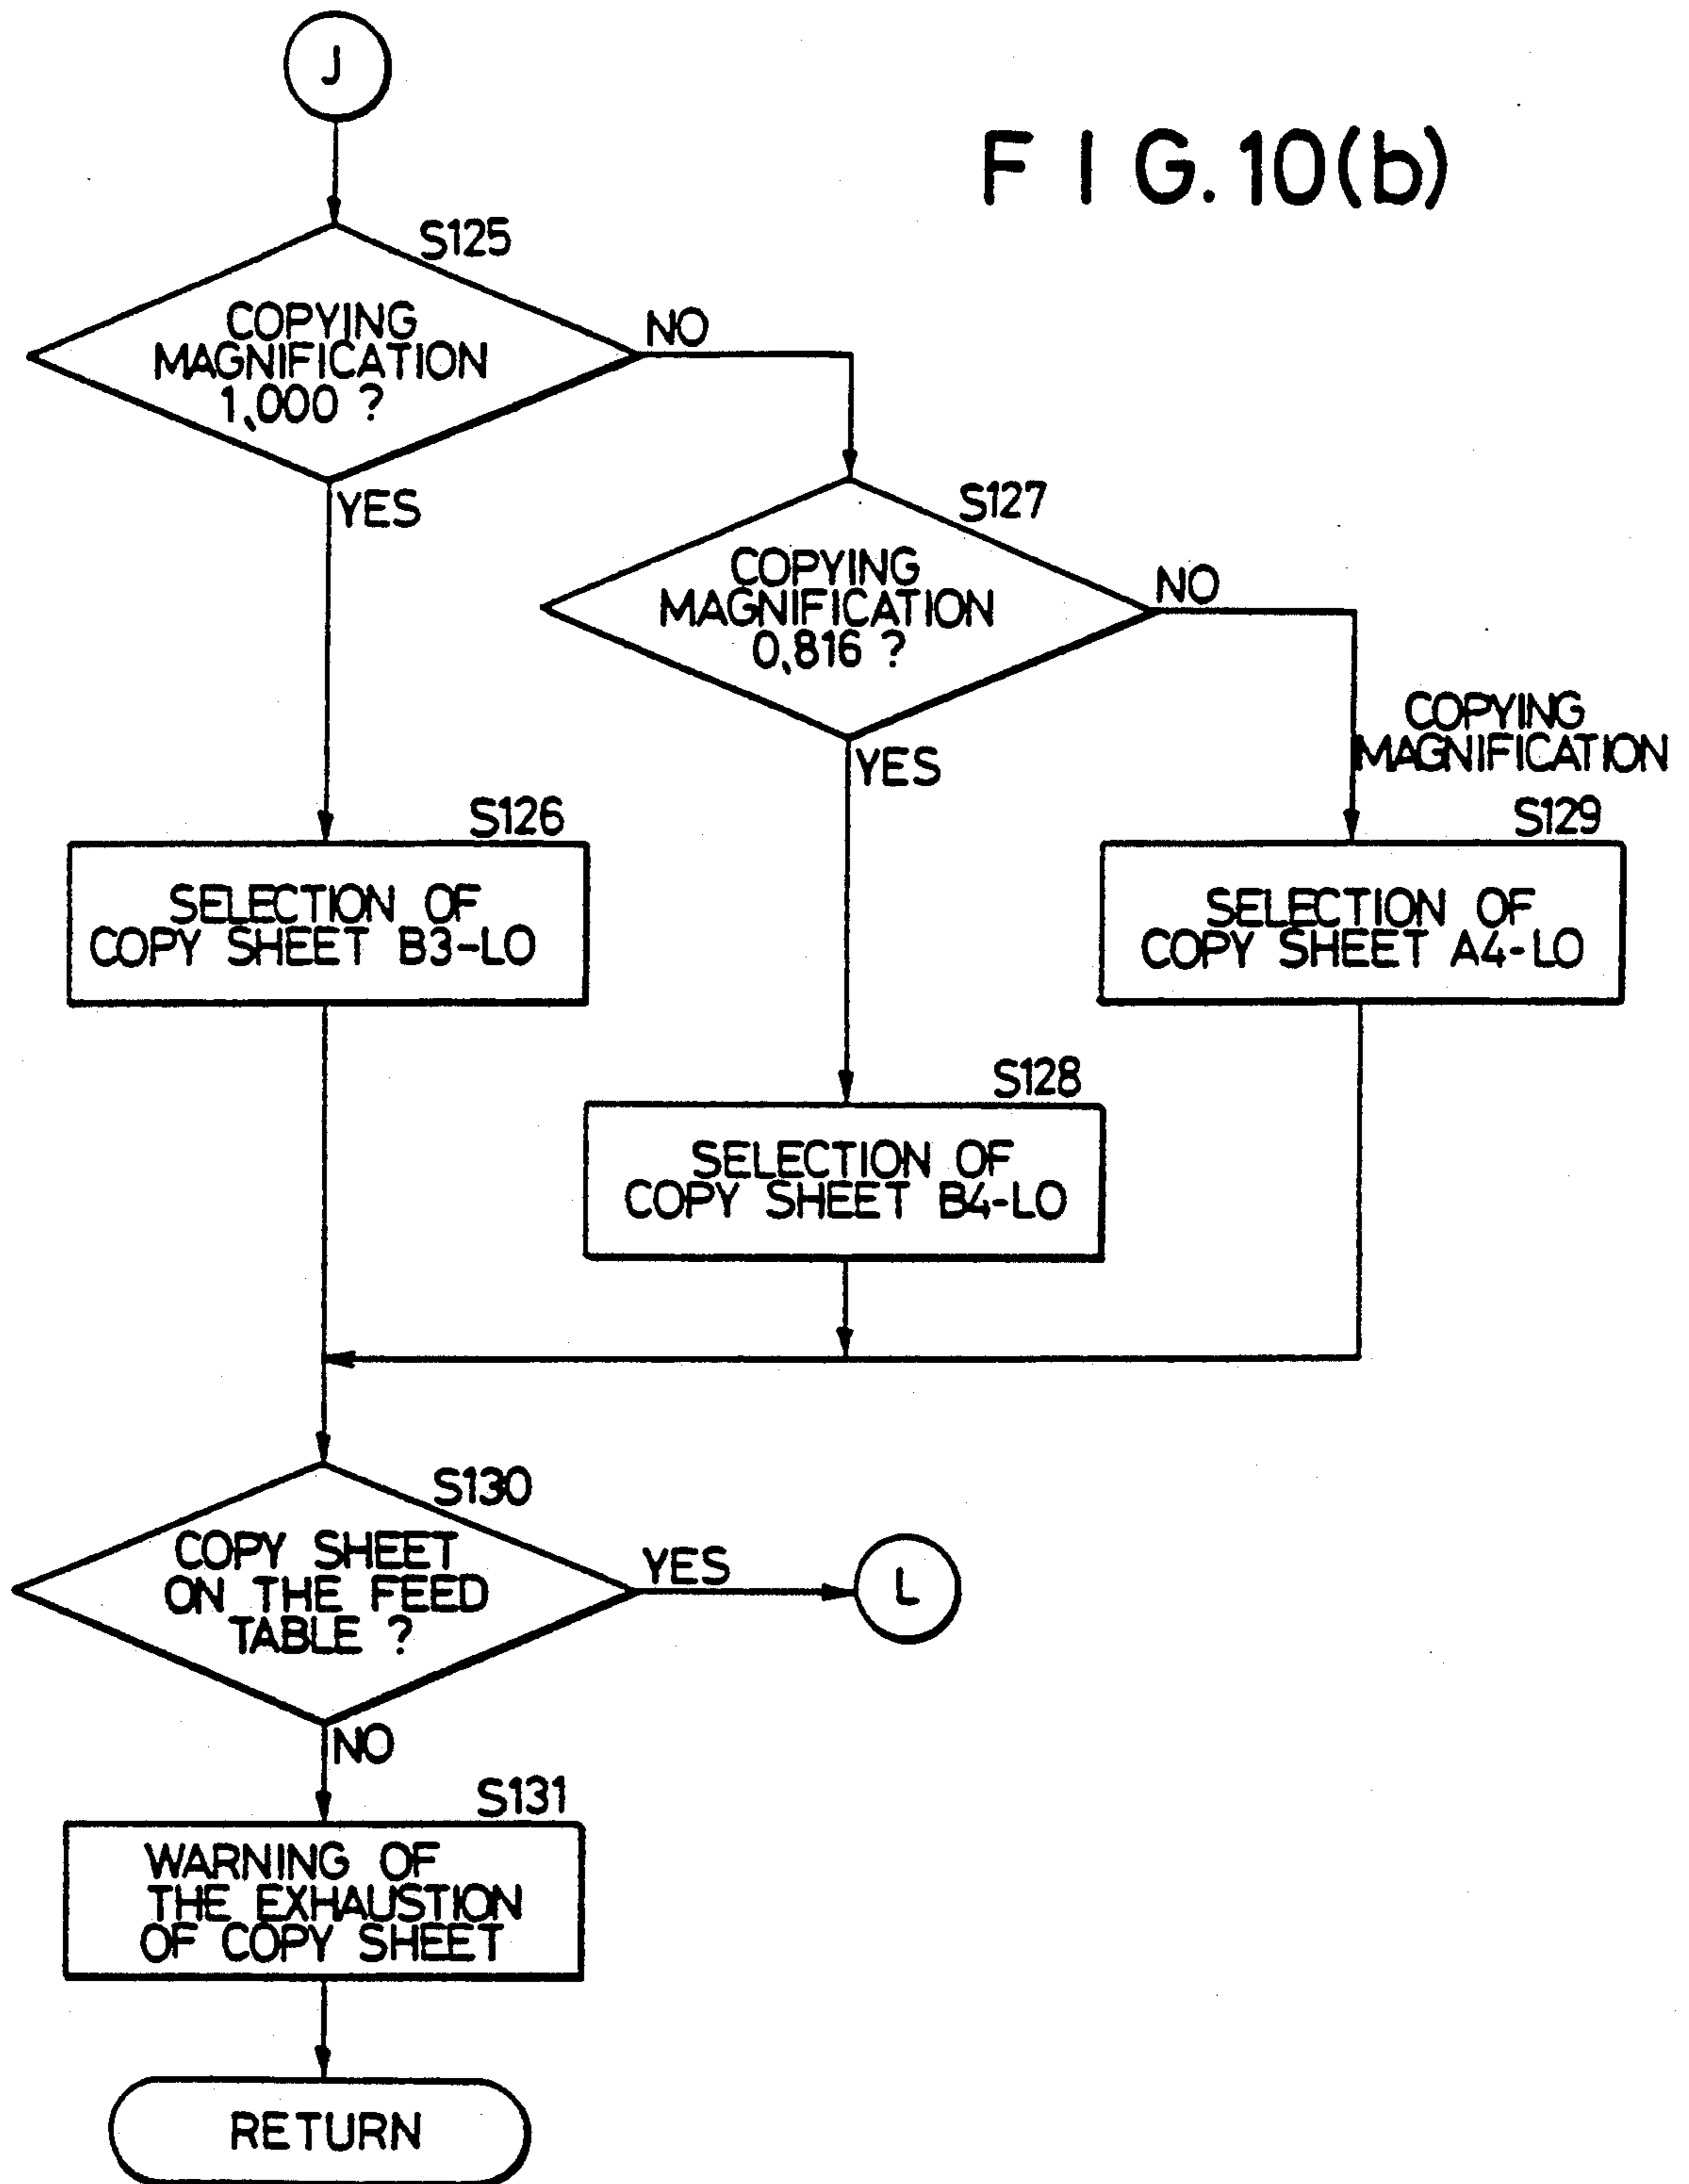 J
F I G.10(b)
S125
COPYING
MAGNIFICATION
1,000 ?
NO
YES
S127
COPYING
MAGNIFICATION
0,816 ?
NO
YES
COPYING
MAGNIFICATION
S126
SELECTION OF
COPY SHEET B3-LO
S129
SELECTION OF
COPY SHEET A4-LO
S128
SELECTION OF
COPY SHEET B4-LO
S130
COPY SHEET
ON THE FEED
TABLE ?
YES
L
NO
S131
WARNING OF
THE EXHAUSTION
OF COPY SHEET
RETURN